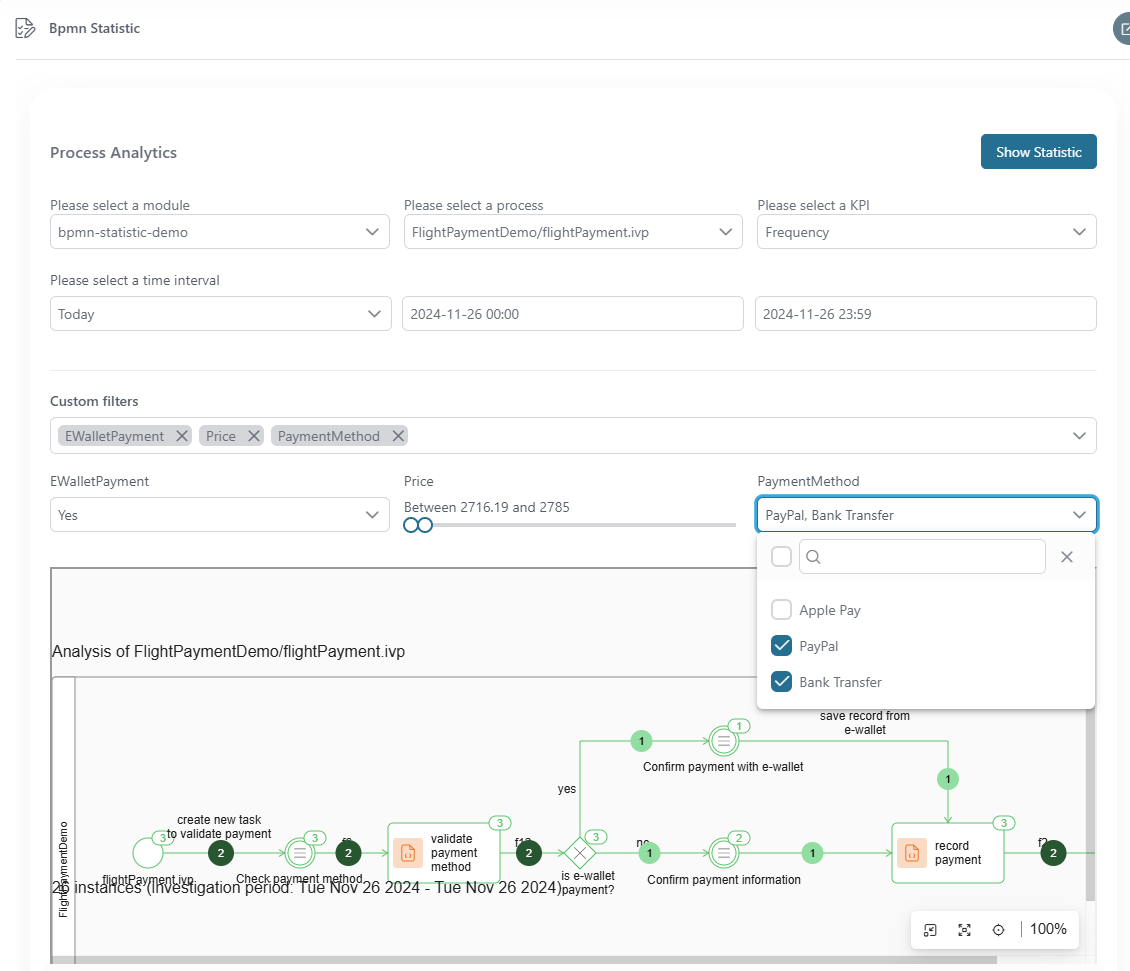 Bpmn Statistic
Process Analytics
Show Statistic
Please select a module
Please select a process
Please select a KPI
bpmn-statistic-demo
FlightPaymentDemo/flightPayment.ivp
Frequency
Please select a time interval
Today
2024-11-26 00:00
2024-11-26 23:59
Custom filters
EWalletPayment
Price
PaymentMethod
EWalletPayment
Price
PaymentMethod
Yes
Between 2716.19 and 2785
PayPal, Bank Transfer
Apple Pay
PayPal
Bank Transfer
Analysis of FlightPaymentDemo/flightPayment.ivp
save record from
e-wallet
1
1
Confirm payment with e-wallet
1
yes
FlightPaymentDemo
create new task
to validate payment
3
2
flightPayment.ivp
3
2
Check payment method
validate
payment
method
3
2
3
is e-wallet
payment?
1
2
1
Confirm payment information
record
payment
3
2
26 instances (Investigation period: Tue Nov 26 2024 - Tue Nov 26 2024)
100%